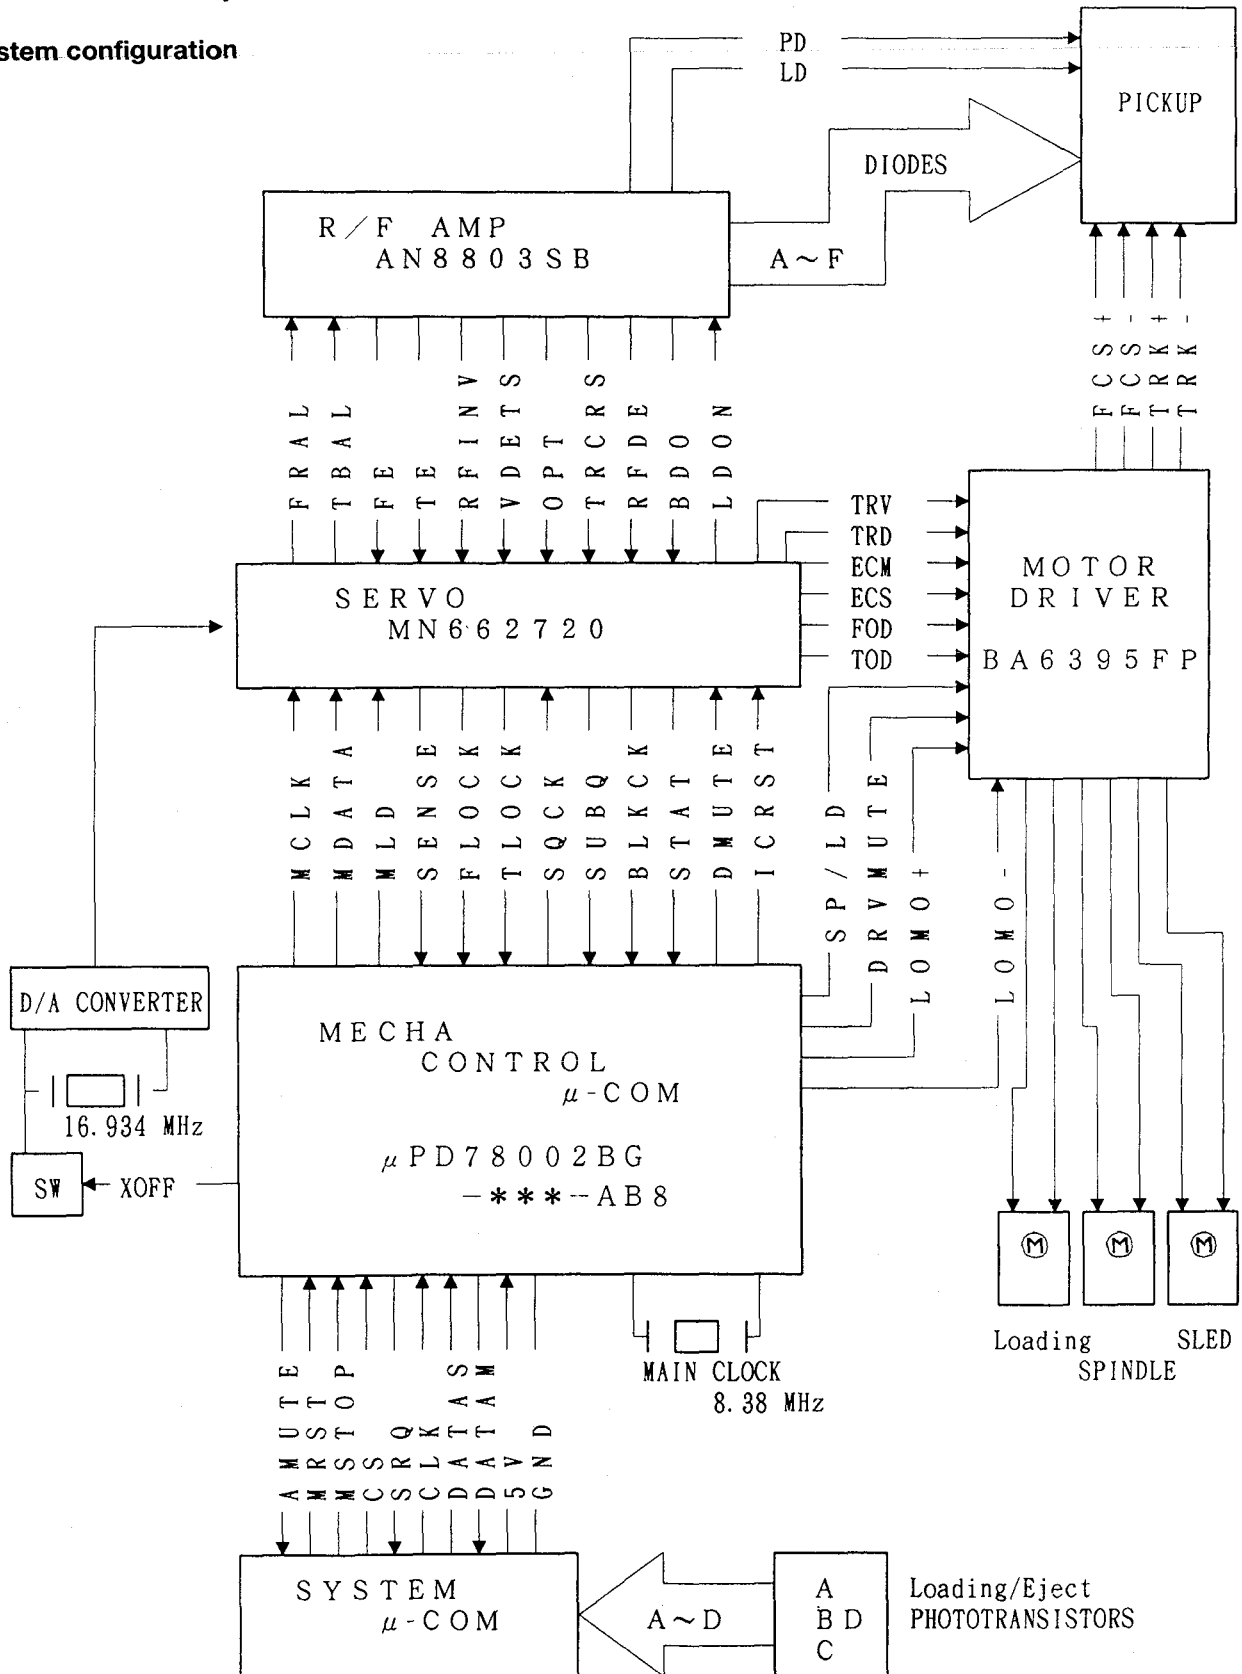 stem configuration
PD
LD
PICKUP
DIODES
R/F AMP
AN8803SB
A~F
FCS+
FCS-
TRK+
TRK-
FRAL
TBAL
FE
TE
RFINV
VDETS
OPT
TRCRS
RFDE
BDO
LDON
TRV
TRD
ECM
ECS
FOD
TOD
MOTOR
DRIVER
BA6395FP
SERVO
MN662720
MCLK
MDATA
MLD
SENSE
FLOCK
TLOCK
SQCK
SUBQ
BLKCK
STAT
DMUTE
ICRST
SP/LD
DRVMUTE
LOMO+
LOMO-
D/A CONVERTER
16.934 MHz
SW
XOFF
MECHA
CONTROL
μ-COM
μPD78002BG
-***-AB8
M
M
M
Loading
SPINDLE
SLED
MAIN CLOCK
8.38 MHz
AMUTE
MRST
MSTOP
CS
SRQ
CLK
DATAS
DATAM
5V
GND
SYSTEM
μ-COM
A~D
A
B D
C
Loading/Eject
PHOTOTRANSISTORS